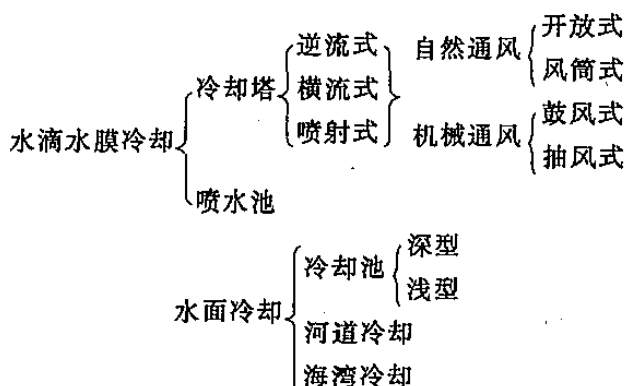 逆流式
横流式
喷射式
自然通风
开放式
风筒式
机械通风
鼓风式
抽风式
冷却塔
水滴水膜冷却
喷水池
水面冷却
冷却池
深型
浅型
河道冷却
海湾冷却